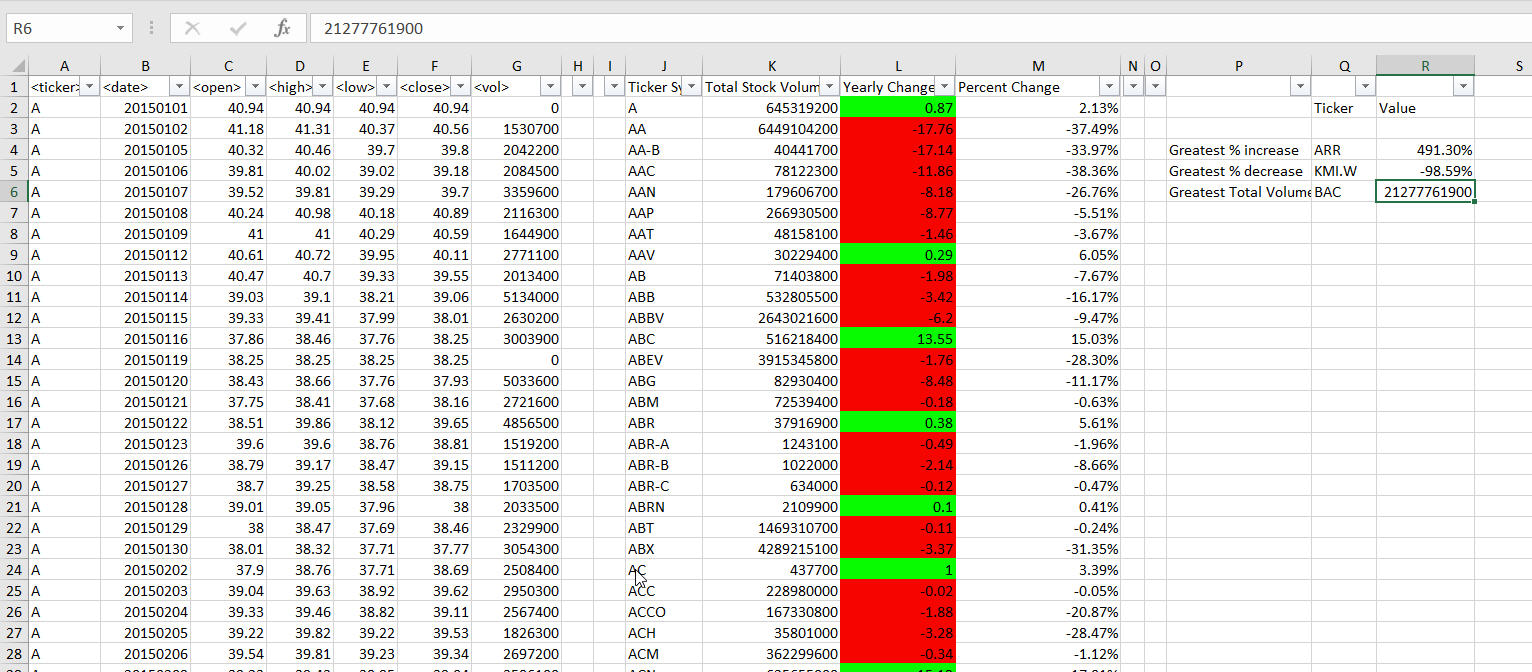 R6 fx 21277761900
A B C D E F G H I J K L M N O P Q R S
1 <ticker> <date> <open> <high> <low> <close> <vol> Ticker Sy Total Stock Volum Yearly Change Percent Change
2 A 20150101 40.94 40.94 40.94 40.94 0 A 645319200 0.87 2.13% Ticker Value
3 A 20150102 41.18 41.31 40.37 40.56 1530700 AA 6449104200 -17.76 -37.49%
4 A 20150105 40.32 40.46 39.7 39.8 2042200 AA-B 40441700 -17.14 -33.97% Greatest % increase ARR 491.30%
5 A 20150106 39.81 40.02 39.02 39.18 2084500 AAC 78122300 -11.86 -38.36% Greatest % decrease KMI.W -98.59%
6 A 20150107 39.52 39.81 39.29 39.7 3359600 AAN 179606700 -8.18 -26.76% Greatest Total Volume BAC 21277761900
7 A 20150108 40.24 40.98 40.18 40.89 2116300 AAP 266930500 -8.77 -5.51%
8 A 20150109 41 41 40.29 40.59 1644900 AAT 48158100 -1.46 -3.67%
9 A 20150112 40.61 40.72 39.95 40.11 2771100 AAV 30229400 0.29 6.05%
10 A 20150113 40.47 40.7 39.33 39.55 2013400 AB 71403800 -1.98 -7.67%
11 A 20150114 39.03 39.1 38.21 39.06 5134000 ABB 532805500 -3.42 -16.17%
12 A 20150115 39.33 39.41 37.99 38.01 2630200 ABBV 2643021600 -6.2 -9.47%
13 A 20150116 37.86 38.46 37.76 38.25 3003900 ABC 516218400 13.55 15.03%
14 A 20150119 38.25 38.25 38.25 38.25 0 ABEV 3915345800 -1.76 -28.30%
15 A 20150120 38.43 38.66 37.76 37.93 5033600 ABG 82930400 -8.48 -11.17%
16 A 20150121 37.75 38.41 37.68 38.16 2721600 ABM 72539400 -0.18 -0.63%
17 A 20150122 38.51 39.86 38.12 39.65 4856500 ABR 37916900 0.38 5.61%
18 A 20150123 39.6 39.6 38.76 38.81 1519200 ABR-A 1243100 -0.49 -1.96%
19 A 20150126 38.79 39.17 38.47 39.15 1511200 ABR-B 1022000 -2.14 -8.66%
20 A 20150127 38.7 39.25 38.58 38.75 1703500 ABR-C 634000 -0.12 -0.47%
21 A 20150128 39.01 39.05 37.96 38 2033500 ABRN 2109900 0.1 0.41%
22 A 20150129 38 38.47 37.69 38.46 2329900 ABT 1469310700 -0.11 -0.24%
23 A 20150130 38.01 38.32 37.71 37.77 3054300 ABX 4289215100 -3.37 -31.35%
24 A 20150202 37.9 38.76 37.71 38.69 2508400 AC 437700 1 3.39%
25 A 20150203 39.04 39.63 38.92 39.62 2950300 ACC 228980000 -0.02 -0.05%
26 A 20150204 39.33 39.46 38.82 39.11 2567400 ACCO 167330800 -1.88 -20.87%
27 A 20150205 39.22 39.82 39.22 39.53 1826300 ACH 35801000 -3.28 -28.47%
28 A 20150206 39.54 39.81 39.23 39.34 2697200 ACM 362299600 -0.34 -1.12%